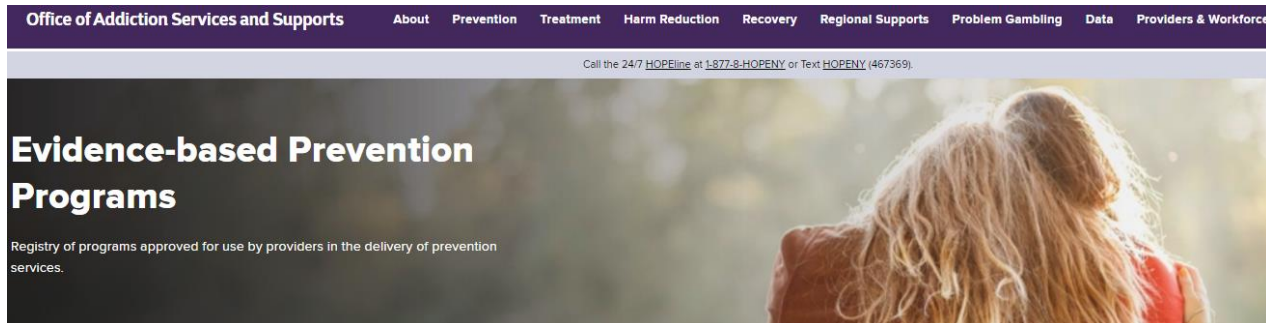 Office of Addiction Services and Supports About Prevention Treatment Harm Reduction Recovery Regional Supports Problem Gambling Data Providers & Workforce
Call the 24/7 HOPEline at 1-877-8-HOPENY or Text HOPENY (467369).
Evidence-based Prevention
Programs
Registry of programs approved for use by providers in the delivery of prevention
services.